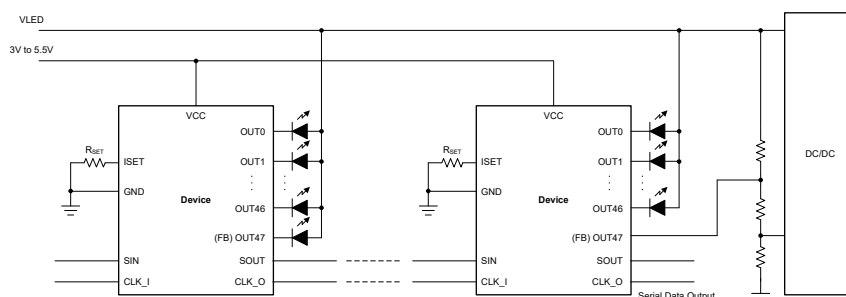 VLED
3V to 5.5V
VCC
OUT0
RSET
ISET
OUT1
GND
Device
OUT46
(FB) OUT47
SIN
SOUT
CLK_I
CLK_O
VCC
OUT0
RSET
ISET
OUT1
GND
Device
OUT46
(FB) OUT47
SIN
SOUT
CLK_I
CLK_O
Serial Data Output
DC/DC